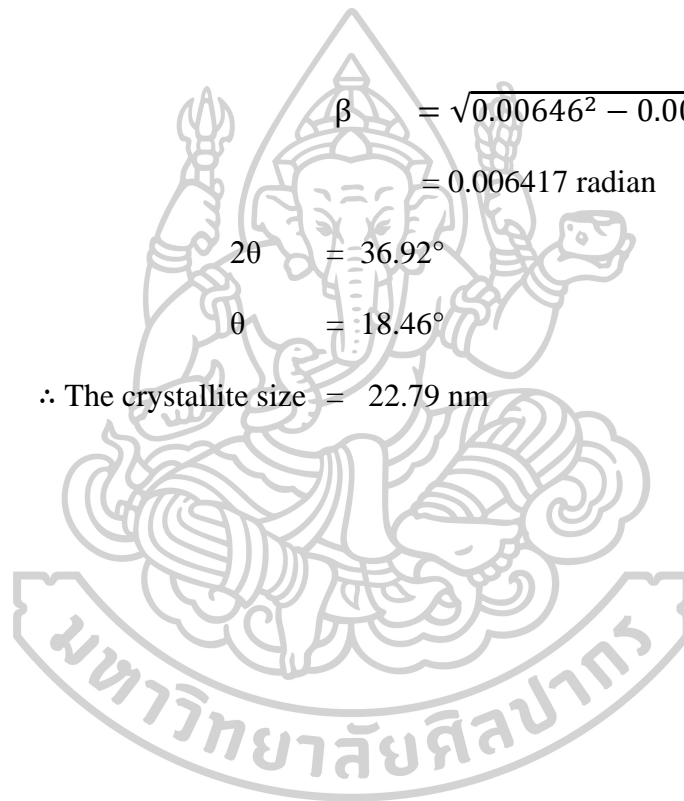 β = √0.00646² − 0.00
= 0.006417 radian
2θ = 36.92°
θ = 18.46°
∴ The crystallite size = 22.79 nm
มหาวิทยาลัยศิลปากร